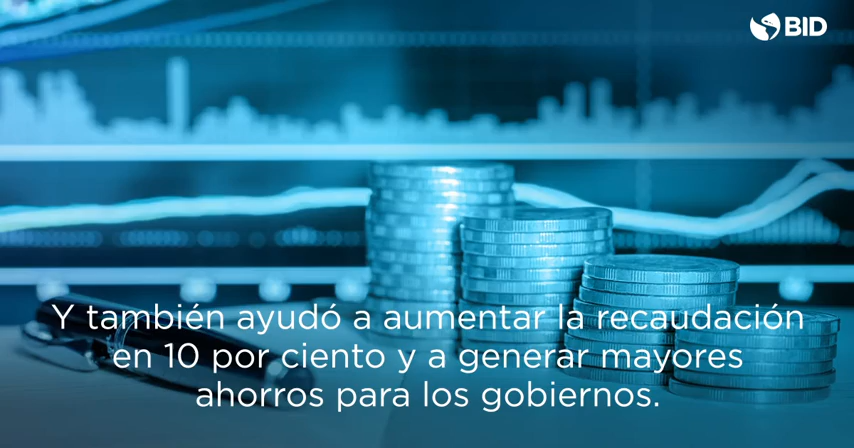 BID
Y también ayudó a aumentar la recaudación
en 10 por ciento y a generar mayores
ahorros para los gobiernos.